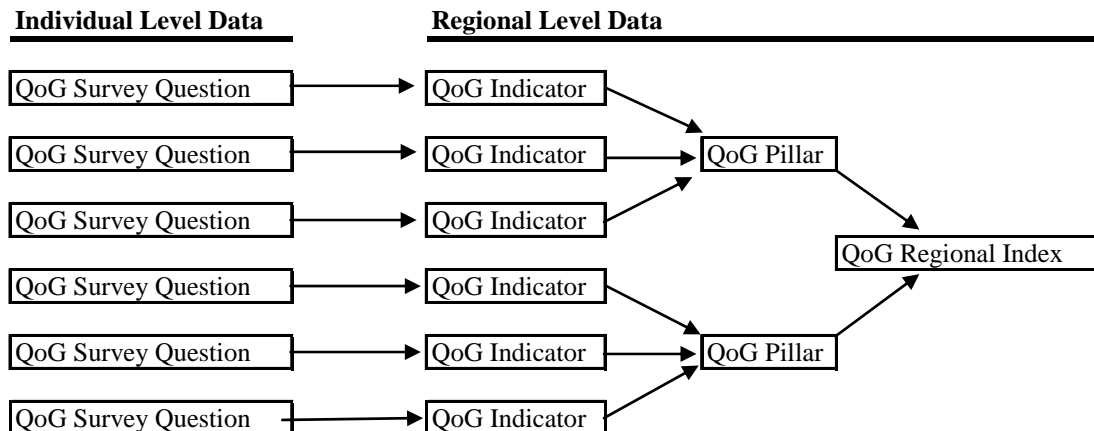 Individual Level Data
Regional Level Data
QoG Survey Question
QoG Indicator
QoG Survey Question
QoG Indicator
QoG Pillar
QoG Survey Question
QoG Indicator
QoG Regional Index
QoG Survey Question
QoG Indicator
QoG Survey Question
QoG Indicator
QoG Pillar
QoG Survey Question
QoG Indicator